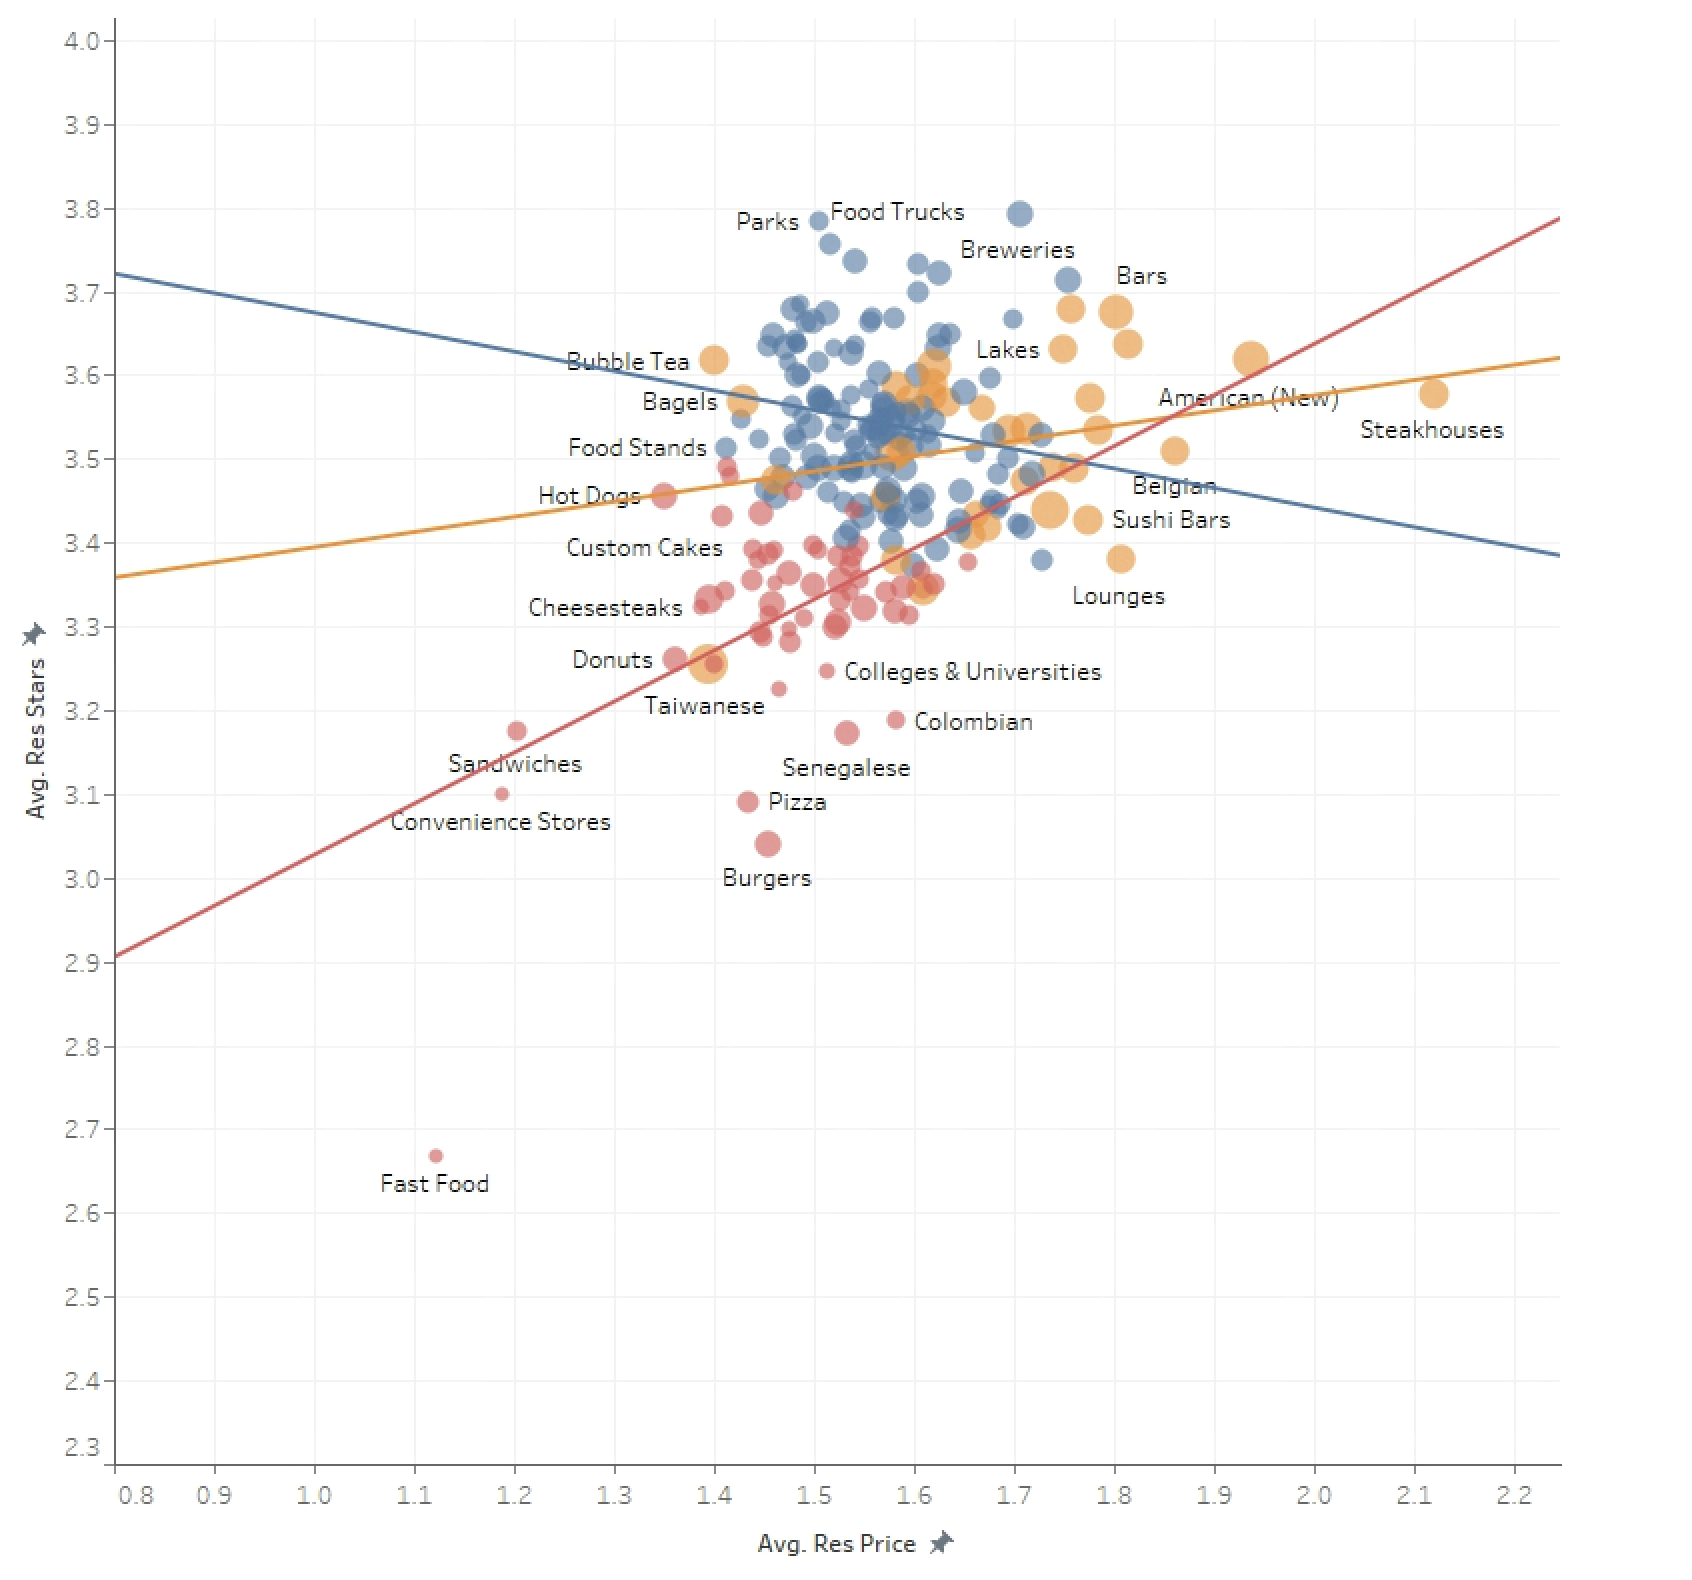 4.0
3.9
3.8
3.7
3.6
3.5
3.4
3.3
3.2
3.1
3.0
2.9
2.8
2.7
2.6
2.5
2.4
2.3
Avg. Res Stars
Parks
Food Trucks
Breweries
Bars
Bubble Tea
Lakes
Bagels
American (New)
Steakhouses
Food Stands
Hot Dogs
Belgian
Sushi Bars
Custom Cakes
Lounges
Cheesesteaks
Donuts
Colleges & Universities
Taiwanese
Colombian
Sandwiches
Senegalese
Pizza
Convenience Stores
Burgers
Fast Food
0.8 0.9 1.0 1.1 1.2 1.3 1.4 1.5 1.6 1.7 1.8 1.9 2.0 2.1 2.2
Avg. Res Price